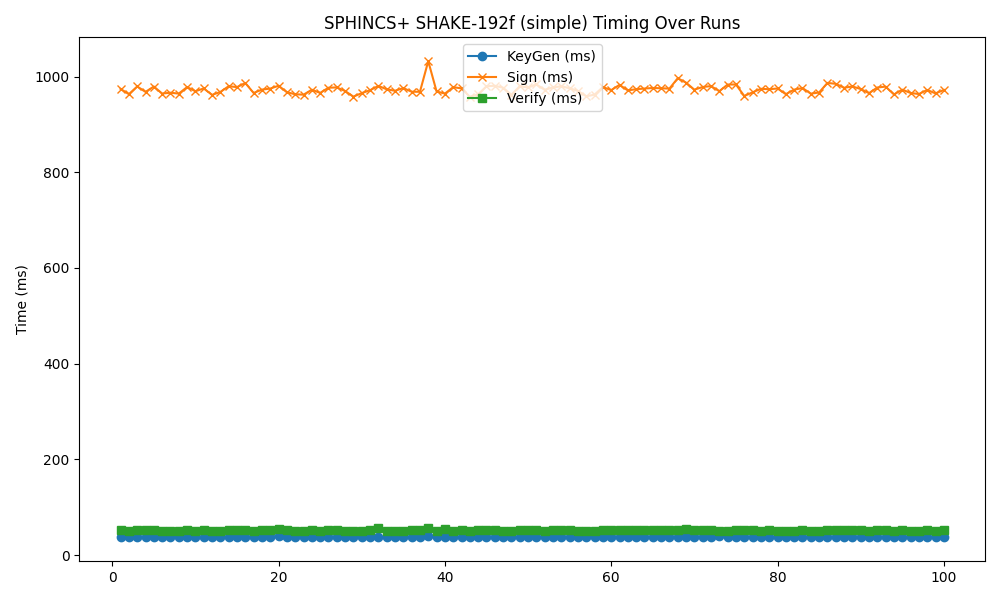 SPHINCS+ SHAKE-192f (simple) Timing Over Runs
KeyGen (ms)
Sign (ms)
Verify (ms)
Time (ms)
1000
800
600
400
200
0
0 20 40 60 80 100